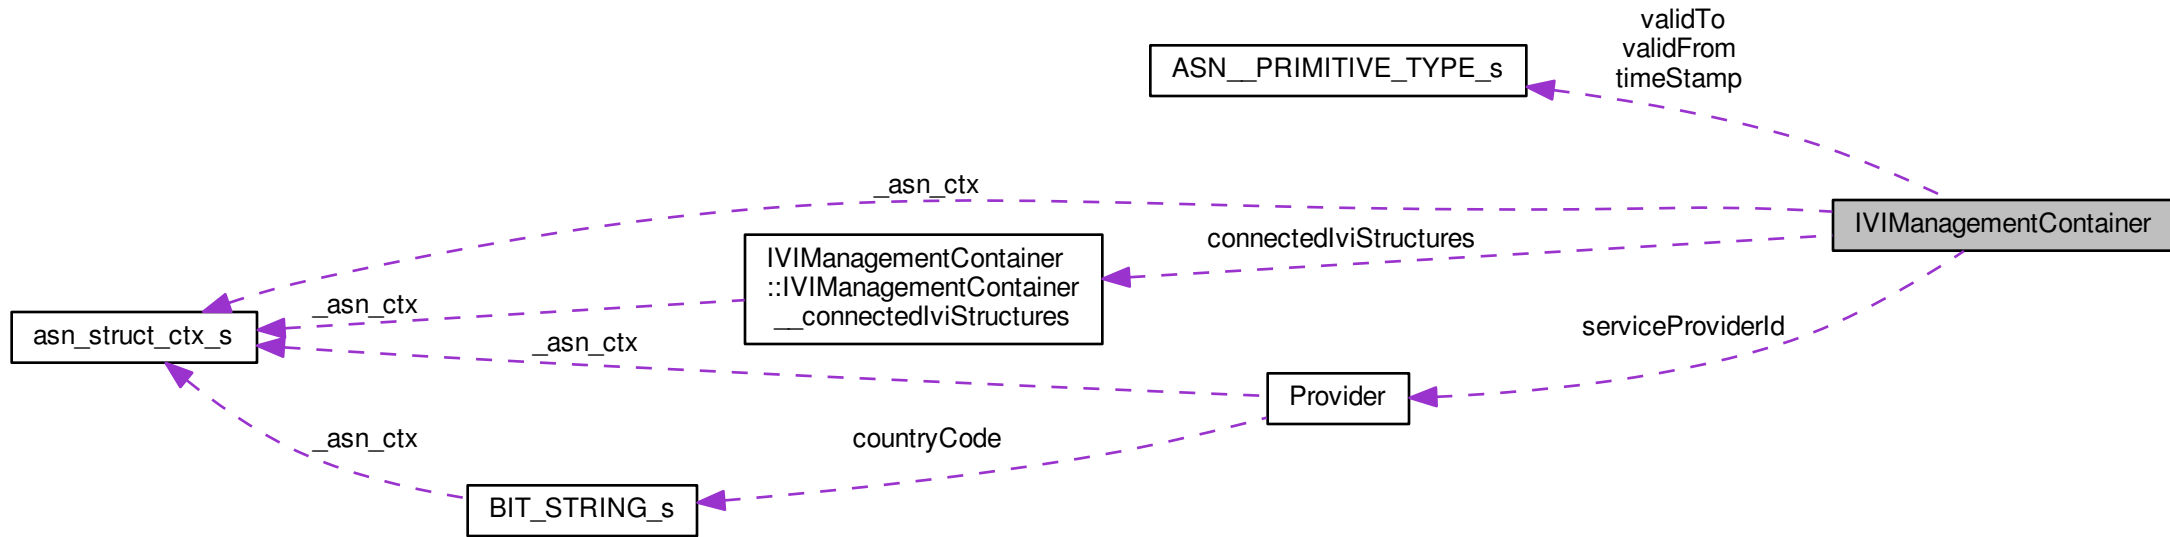 validTo
validFrom
timeStamp
ASN__PRIMITIVE_TYPE_s
_asn_ctx
IVIManagementContainer
connectedIviStructures
IVIManagementContainer
::IVIManagementContainer
__connectedIviStructures
_asn_ctx
asn_struct_ctx_s
_asn_ctx
serviceProviderId
Provider
_asn_ctx
countryCode
BIT_STRING_s